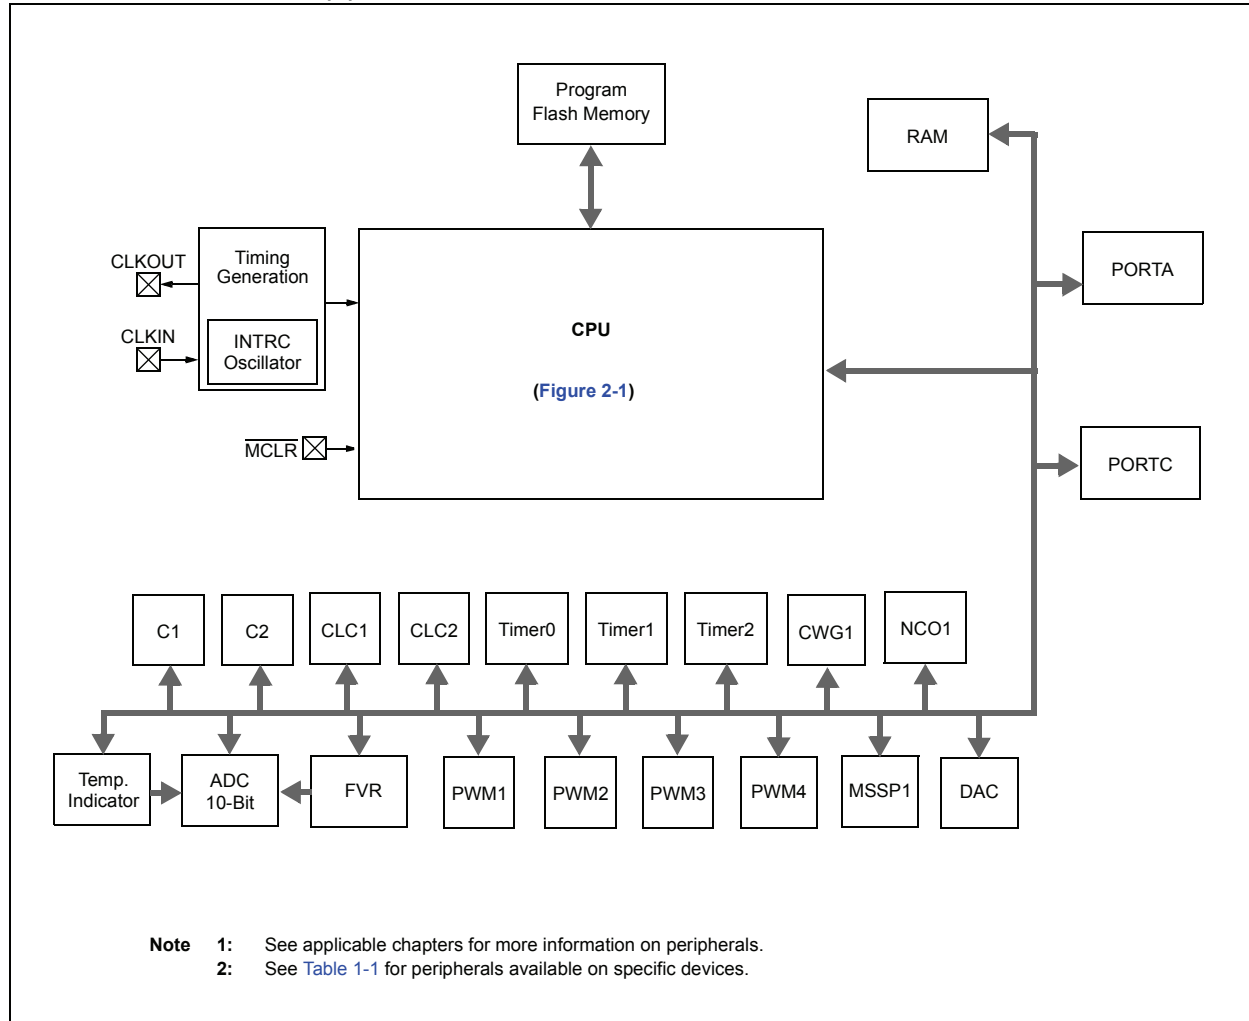 Program
Flash Memory
RAM
CLKOUT
Timing
Generation
PORTA
CLKIN
INTRC
Oscillator
CPU
(Figure 2-1)
MCLR
PORTC
C1
C2
CLC1
CLC2
Timer0
Timer1
Timer2
CWG1
NCO1
Temp.
Indicator
ADC
10-Bit
FVR
PWM1
PWM2
PWM3
PWM4
MSSP1
DAC
Note 1: See applicable chapters for more information on peripherals.
2: See Table 1-1 for peripherals available on specific devices.